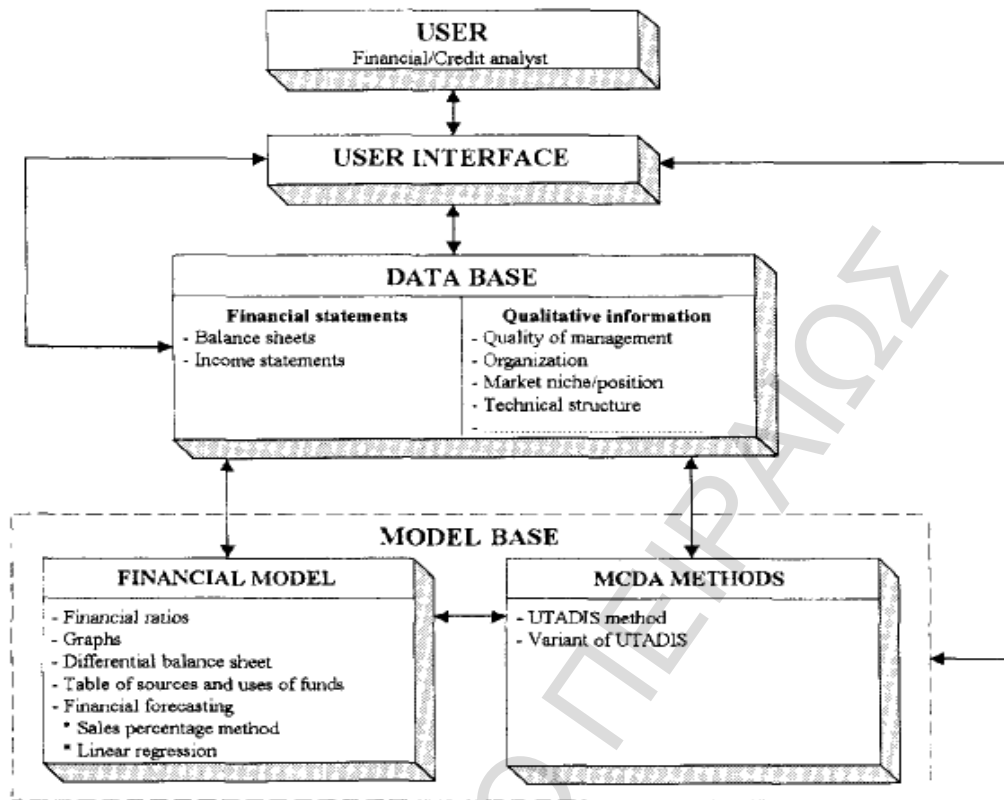 USER
Financial/Credit analyst
USER INTERFACE
DATA BASE
Financial statements
- Balance sheets
- Income statements
Qualitative information
- Quality of management
- Organization
- Market niche/position
- Technical structure
- ..............................
MODEL BASE
FINANCIAL MODEL
- Financial ratios
- Graphs
- Differential balance sheet
- Table of sources and uses of funds
- Financial forecasting
* Sales percentage method
* Linear regression
MCDA METHODS
- UTADIS method
- Variant of UTADIS
Ο ΠΕΙΡΑΙΩΣ